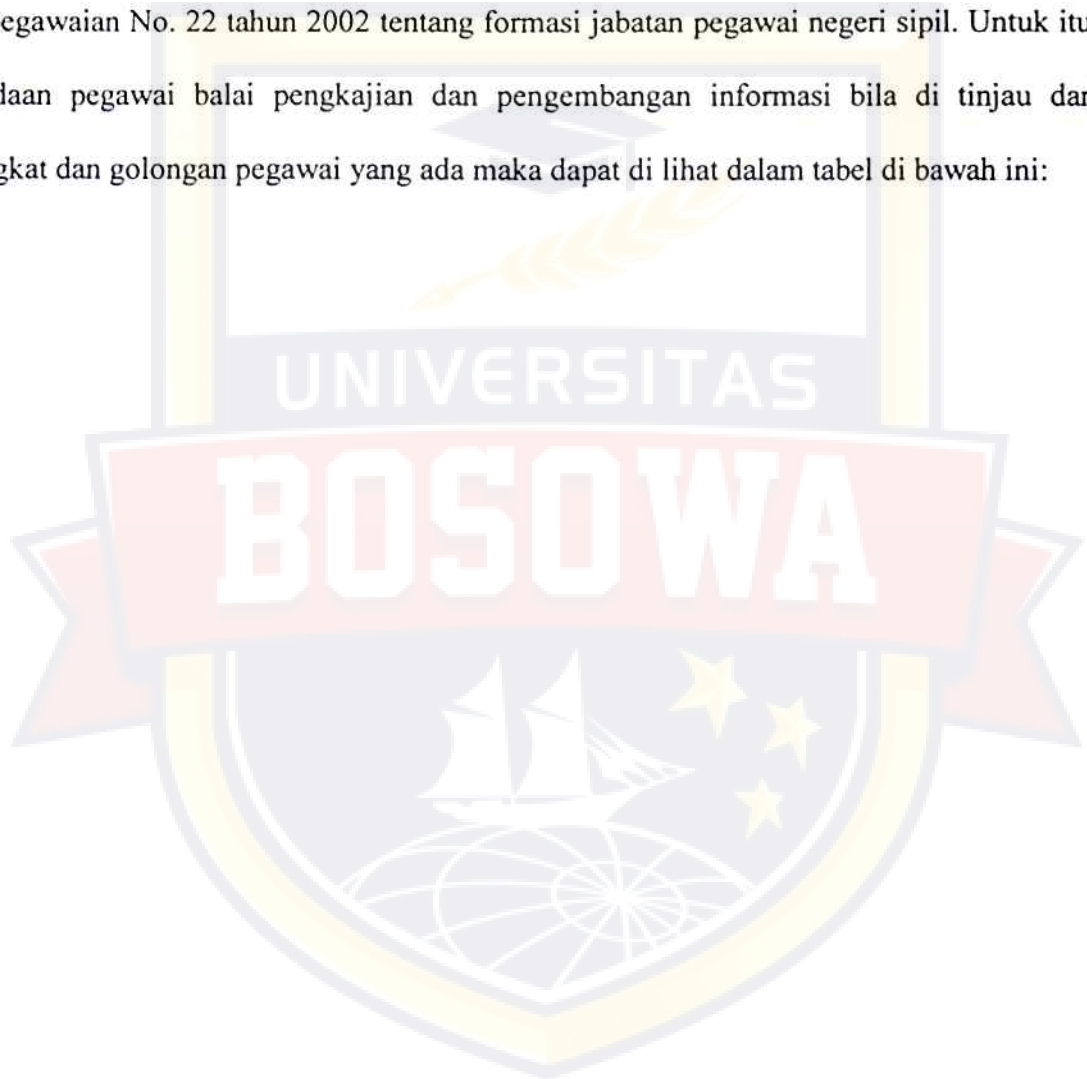 egawaian No. 22 tahun 2002 tentang formasi jabatan pegawai negeri sipil. Untuk itu
daan pegawai balai pengkajian dan pengembangan informasi bila di tinjau dar
gkat dan golongan pegawai yang ada maka dapat di lihat dalam tabel di bawah ini:
UNIVERSITAS
BOSOWA